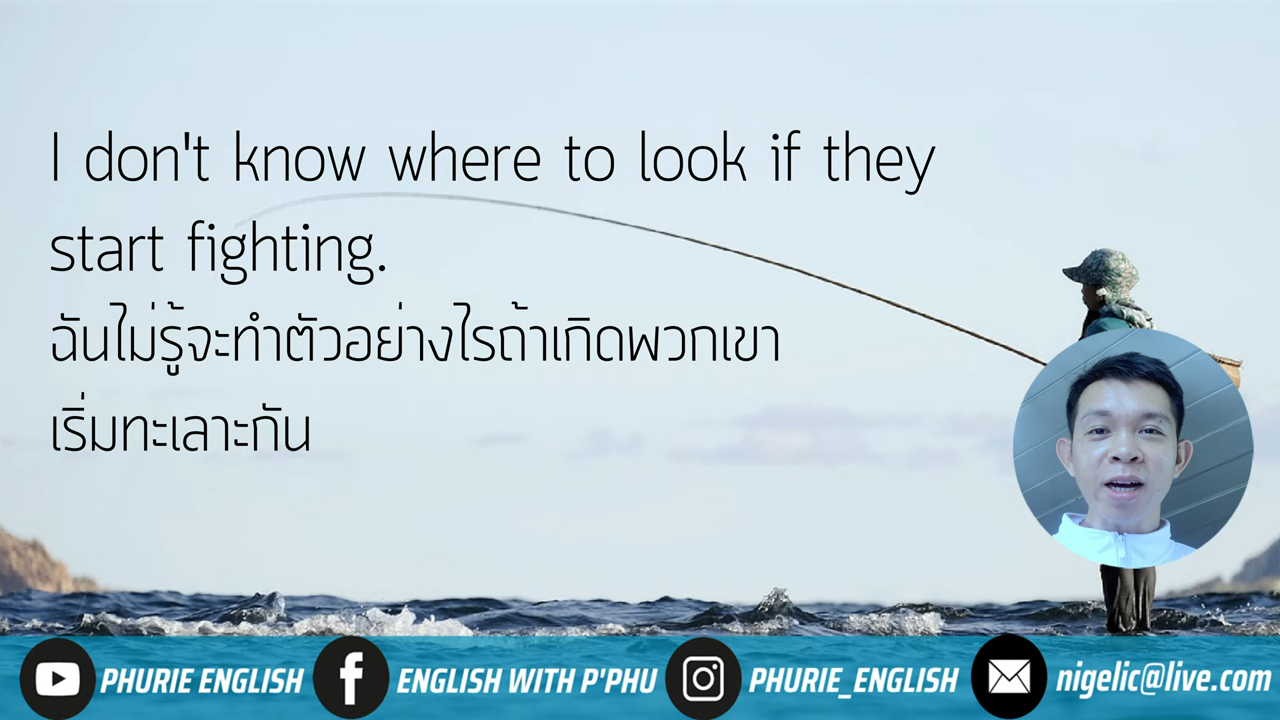 I don't know where to look if they
start fighting.
ฉันไม่รู้จะทำตัวอย่างไรถ้าเกิดพวกเขา
เริ่มทะเลาะกัน
PHURIE ENGLISH ENGLISH WITH P'PHU PHURIE_ENGLISH nigelic@live.com